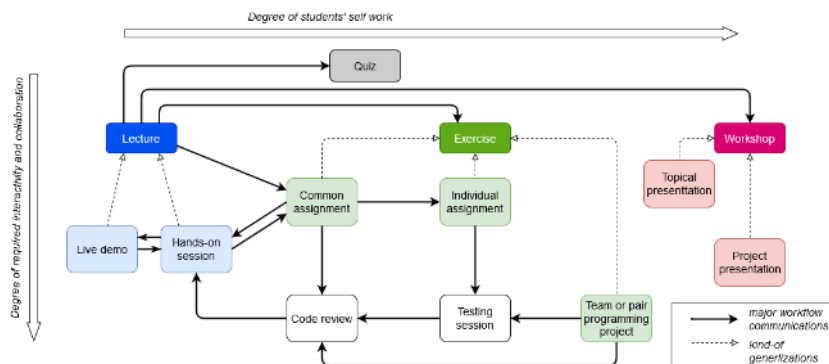 Degree of students' self work
Degree of required interactivity and collaboration
Quiz
Lecture
Exercise
Workshop
Topical
presenttation
Common
assignment
Individual
assignment
Live demo
Hands-on
session
Project
presentation
Code review
Testing
session
Team or pair
programming
project
major workflow
communications
kind-of
generlizations